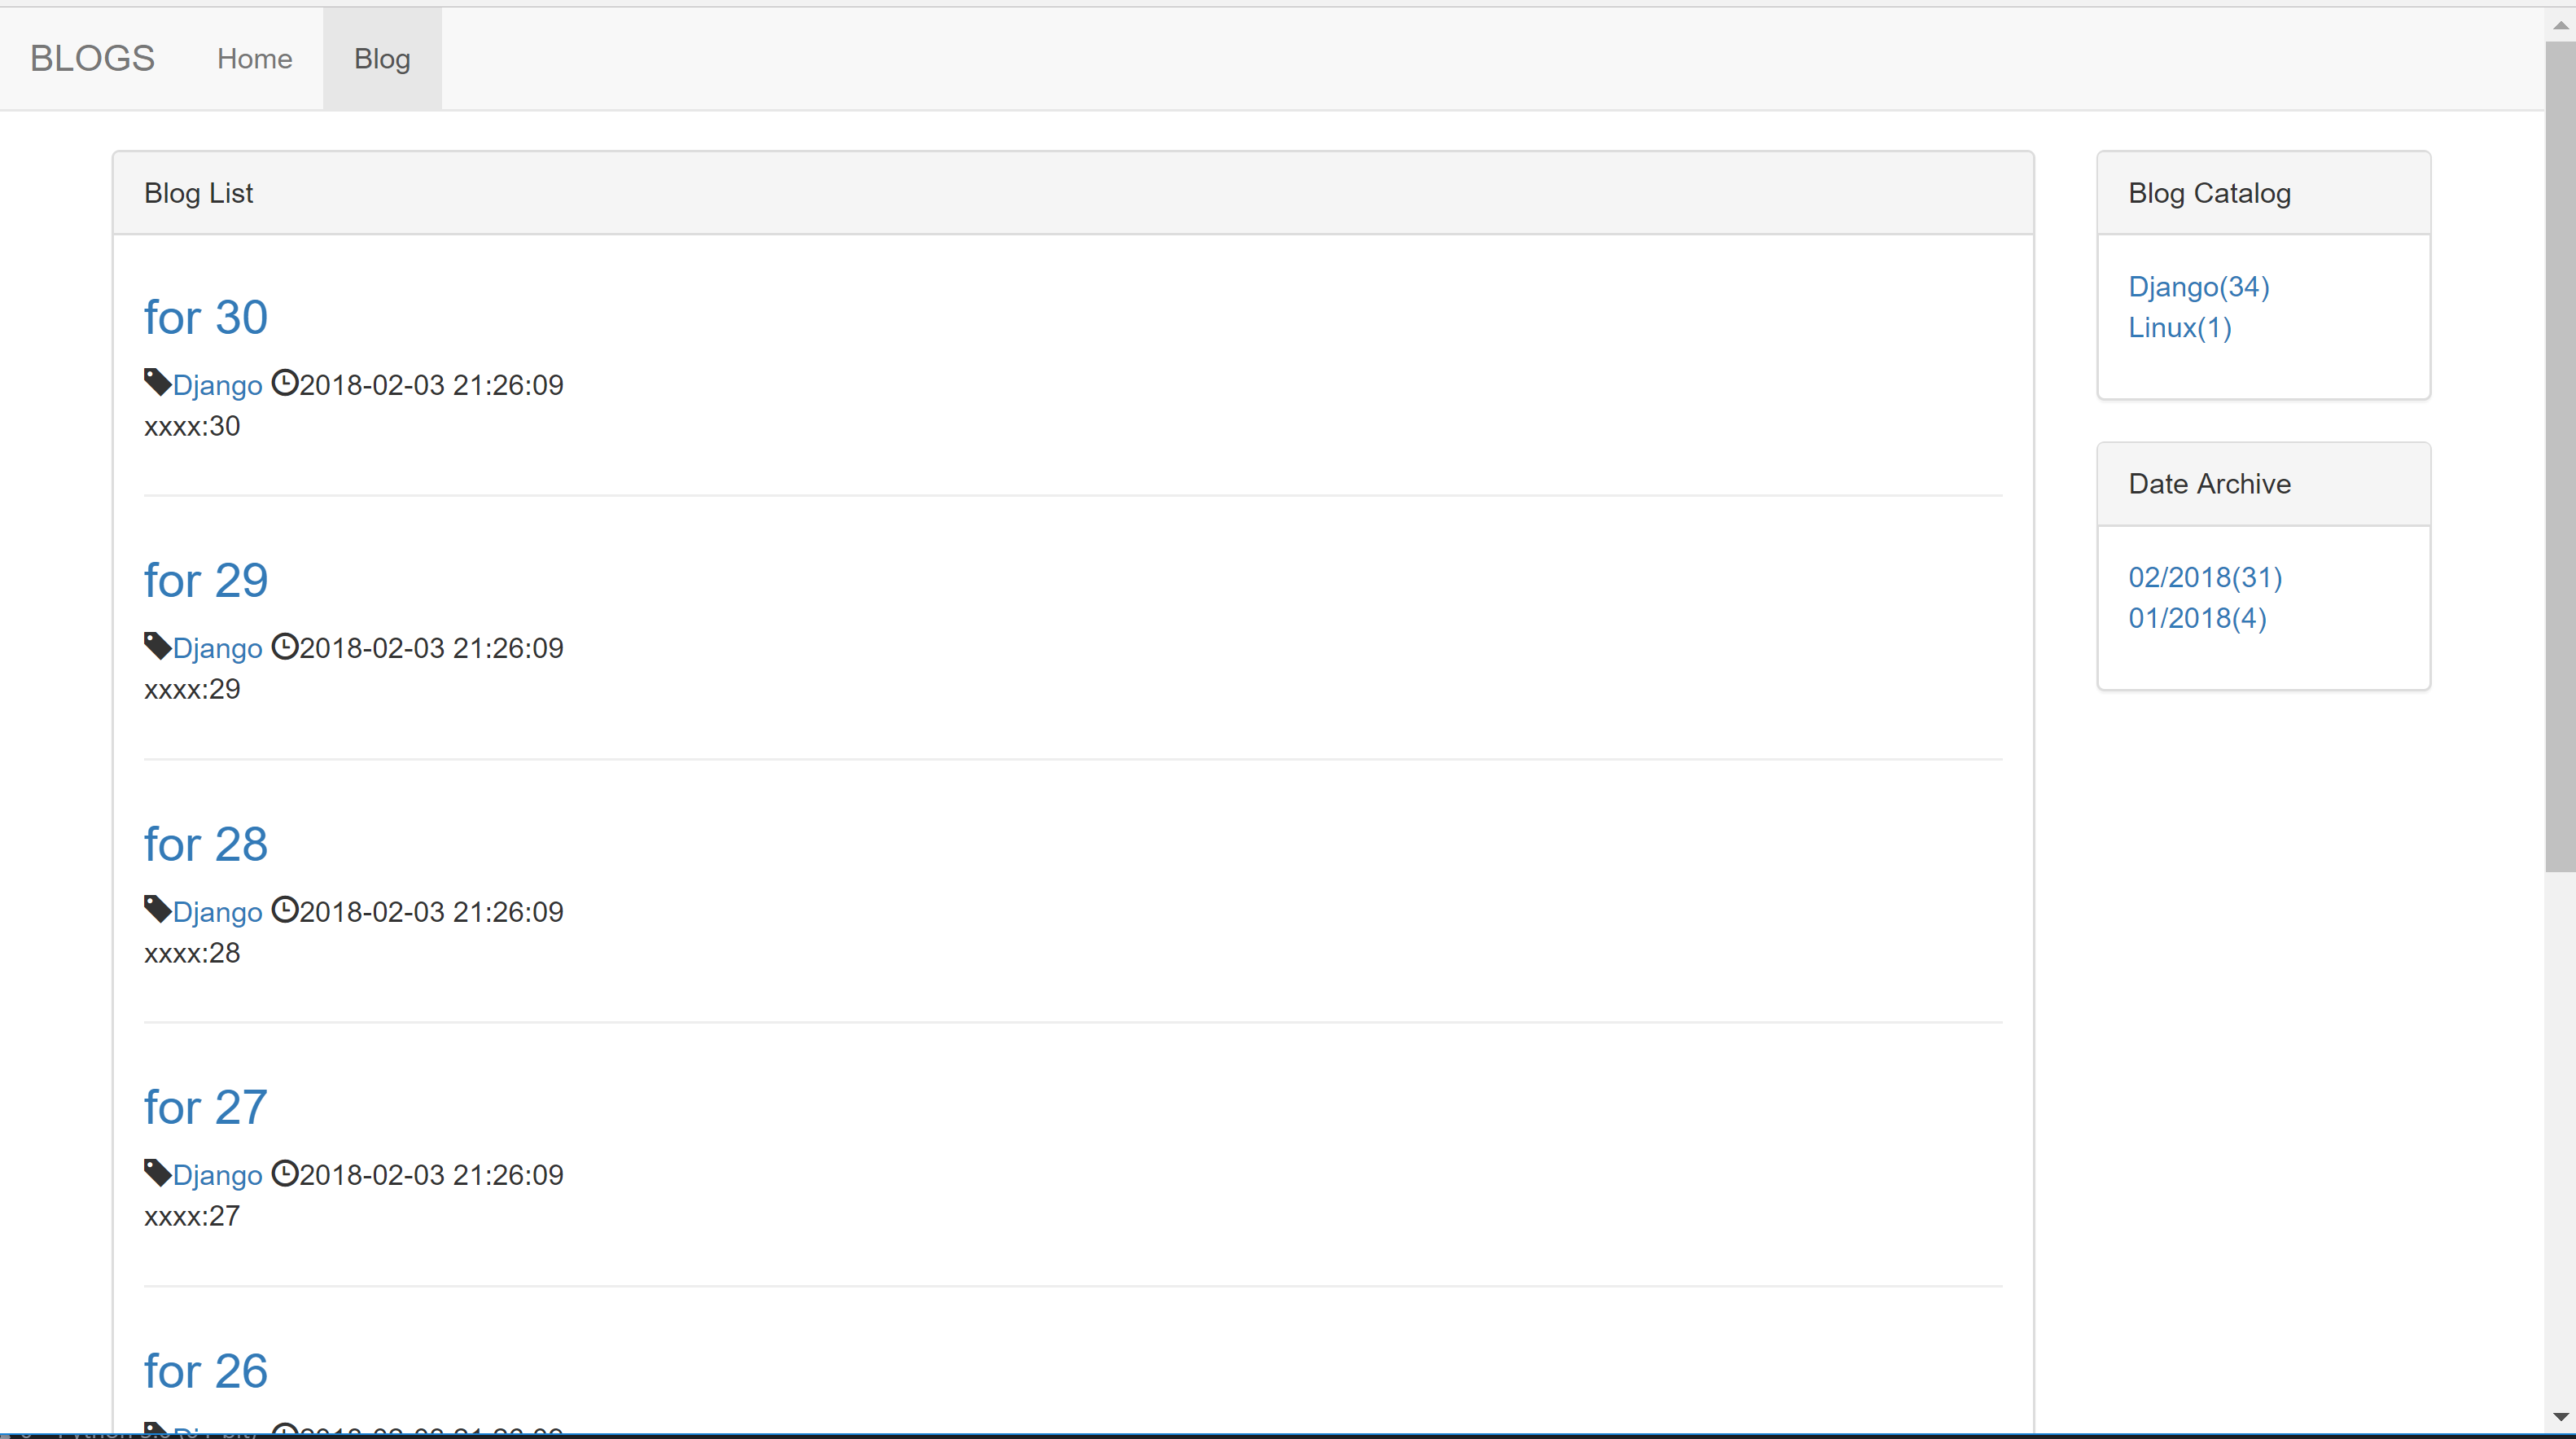 BLOGS Home Blog
Blog List
for 30
Django 2018-02-03 21:26:09
xxxx:30
for 29
Django 2018-02-03 21:26:09
xxxx:29
for 28
Django 2018-02-03 21:26:09
xxxx:28
for 27
Django 2018-02-03 21:26:09
xxxx:27
for 26
Blog Catalog
Django(34)
Linux(1)
Date Archive
02/2018(31)
01/2018(4)